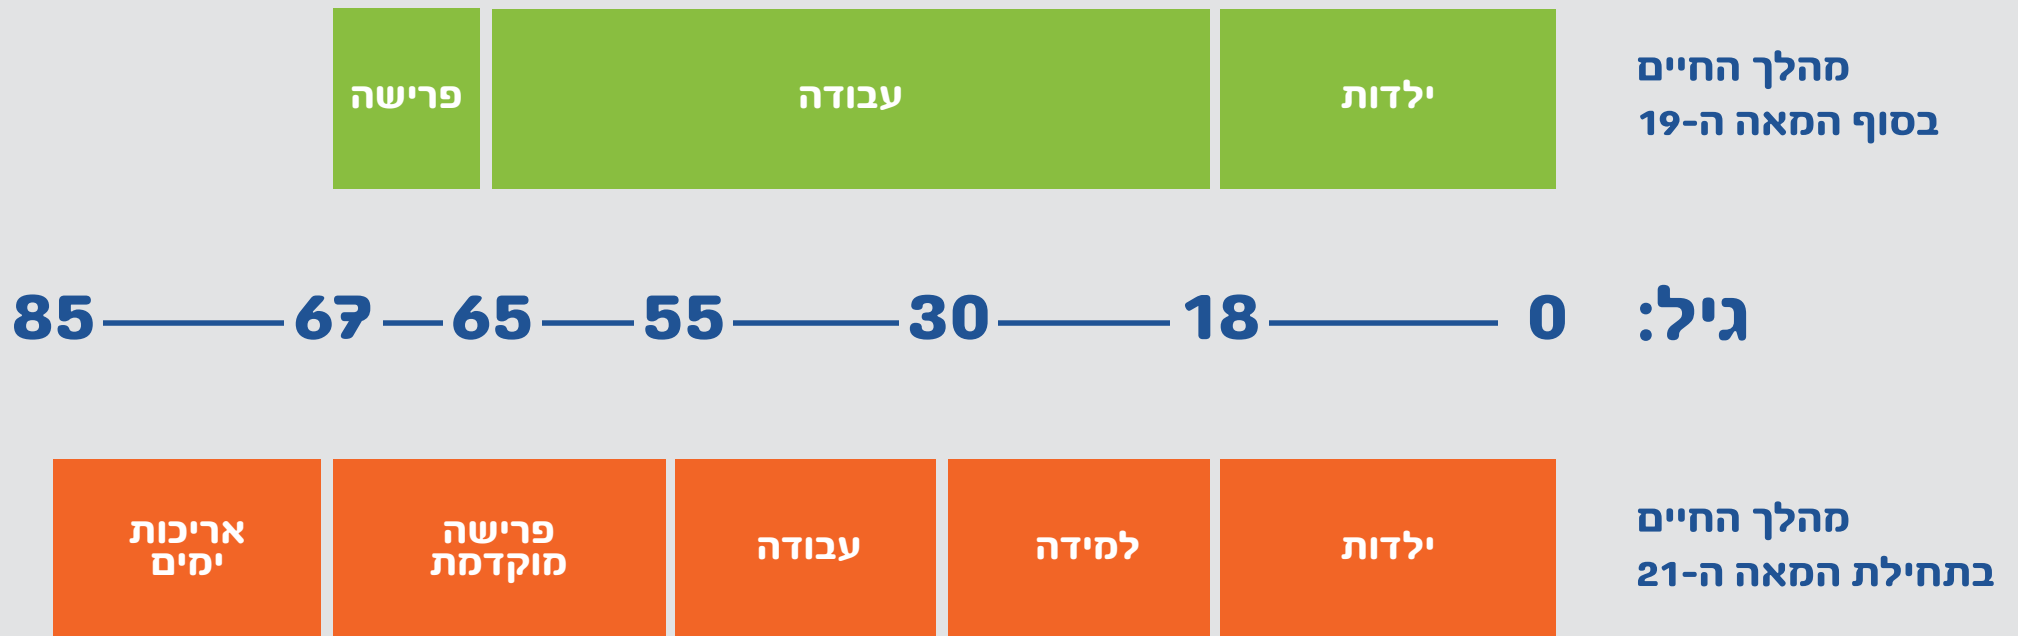 מהלך החיים
בסוף המאה ה-19
ילדות
עבודה
פרישה
גיל:
0
18
30
55
65
67
85
מהלך החיים
בתחילת המאה ה-21
ילדות
למידה
עבודה
פרישה
מוקדמת
אריכות
ימים